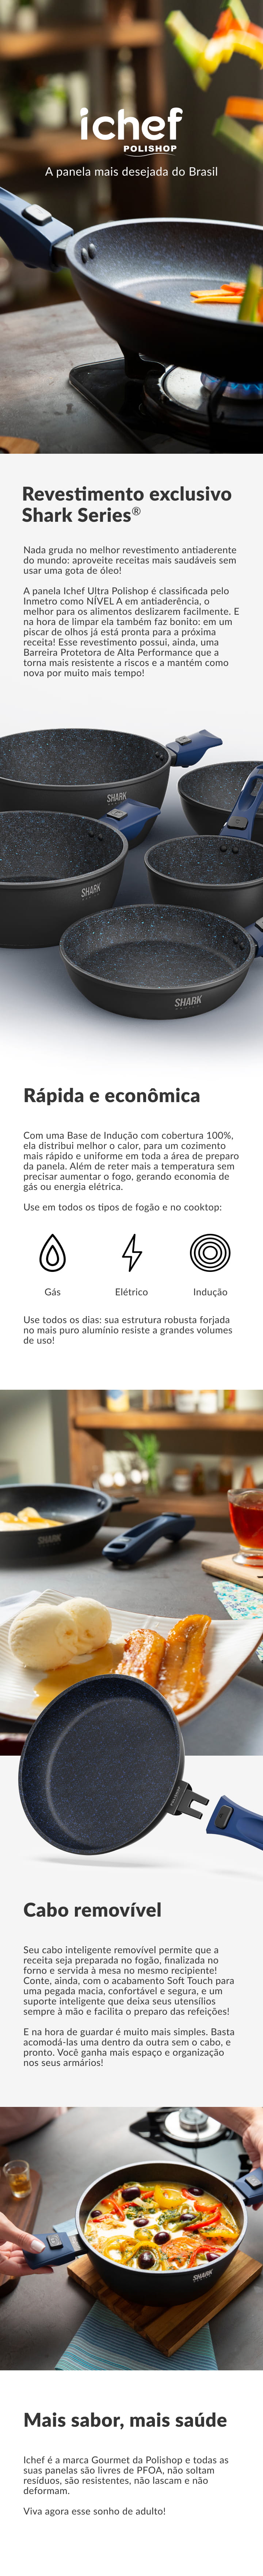 ichef
POLISHOP
A panela mais desejada do Brasil
Revestimento exclusivo
Shark Series®
Nada gruda no melhor revestimento antiaderente
do mundo: aproveite receitas mais saudáveis sem
usar uma gota de óleo!
A panela Ichef Ultra Polishop é classificada pelo
Inmetro como NÍVEL A em antiaderência, o
melhor para os alimentos deslizarem facilmente. E
na hora de limpar ela também faz bonito: em um
piscar de olhos já está pronta para a próxima
receita! Esse revestimento possui, ainda, uma
Barreira Protetora de Alta Performance que a
torna mais resistente a riscos e a mantém como
nova por muito mais tempo!
SHARK
SHARK
SHARK
Rápida e econômica
Com uma Base de Indução com cobertura 100%,
ela distribui melhor o calor, para um cozimento
mais rápido e uniforme em toda a área de preparo
da panela. Além de reter mais a temperatura sem
precisar aumentar o fogo, gerando economia de
gás ou energia elétrica.
Use em todos os tipos de fogão e no cooktop:
Gás
Elétrico
Indução
Use todos os dias: sua estrutura robusta forjada
no mais puro alumínio resiste a grandes volumes
de uso!
SHARK
Cabo removível
Seu cabo inteligente removível permite que a
receita seja preparada no fogão, finalizada no
forno e servida à mesa no mesmo recipiente!
Conte, ainda, com o acabamento Soft Touch para
uma pegada macia, confortável e segura, e um
suporte inteligente que deixa seus utensílios
sempre à mão e facilita o preparo das refeições!
E na hora de guardar é muito mais simples. Basta
acomodá-las uma dentro da outra sem o cabo, e
pronto. Você ganha mais espaço e organização
nos seus armários!
SHARK
Mais sabor, mais saúde
Ichef é a marca Gourmet da Polishop e todas as
suas panelas são livres de PFOA, não soltam
resíduos, são resistentes, não lascam e não
deformam.
Viva agora esse sonho de adulto!